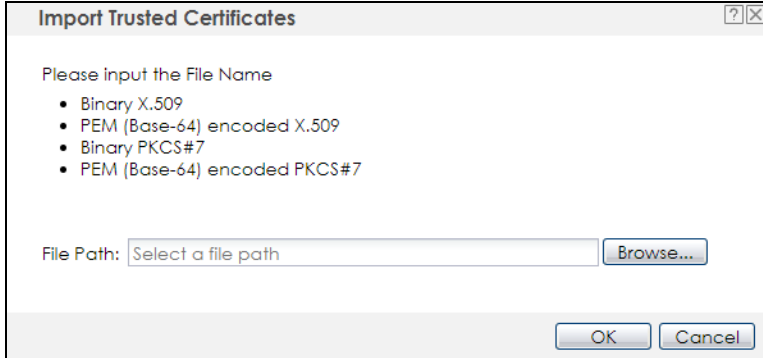 Import Trusted Certificates
Please input the File Name
• Binary X.509
• PEM (Base-64) encoded X.509
• Binary PKCS#7
• PEM (Base-64) encoded PKCS#7
File Path: Select a file path Browse...
OK Cancel